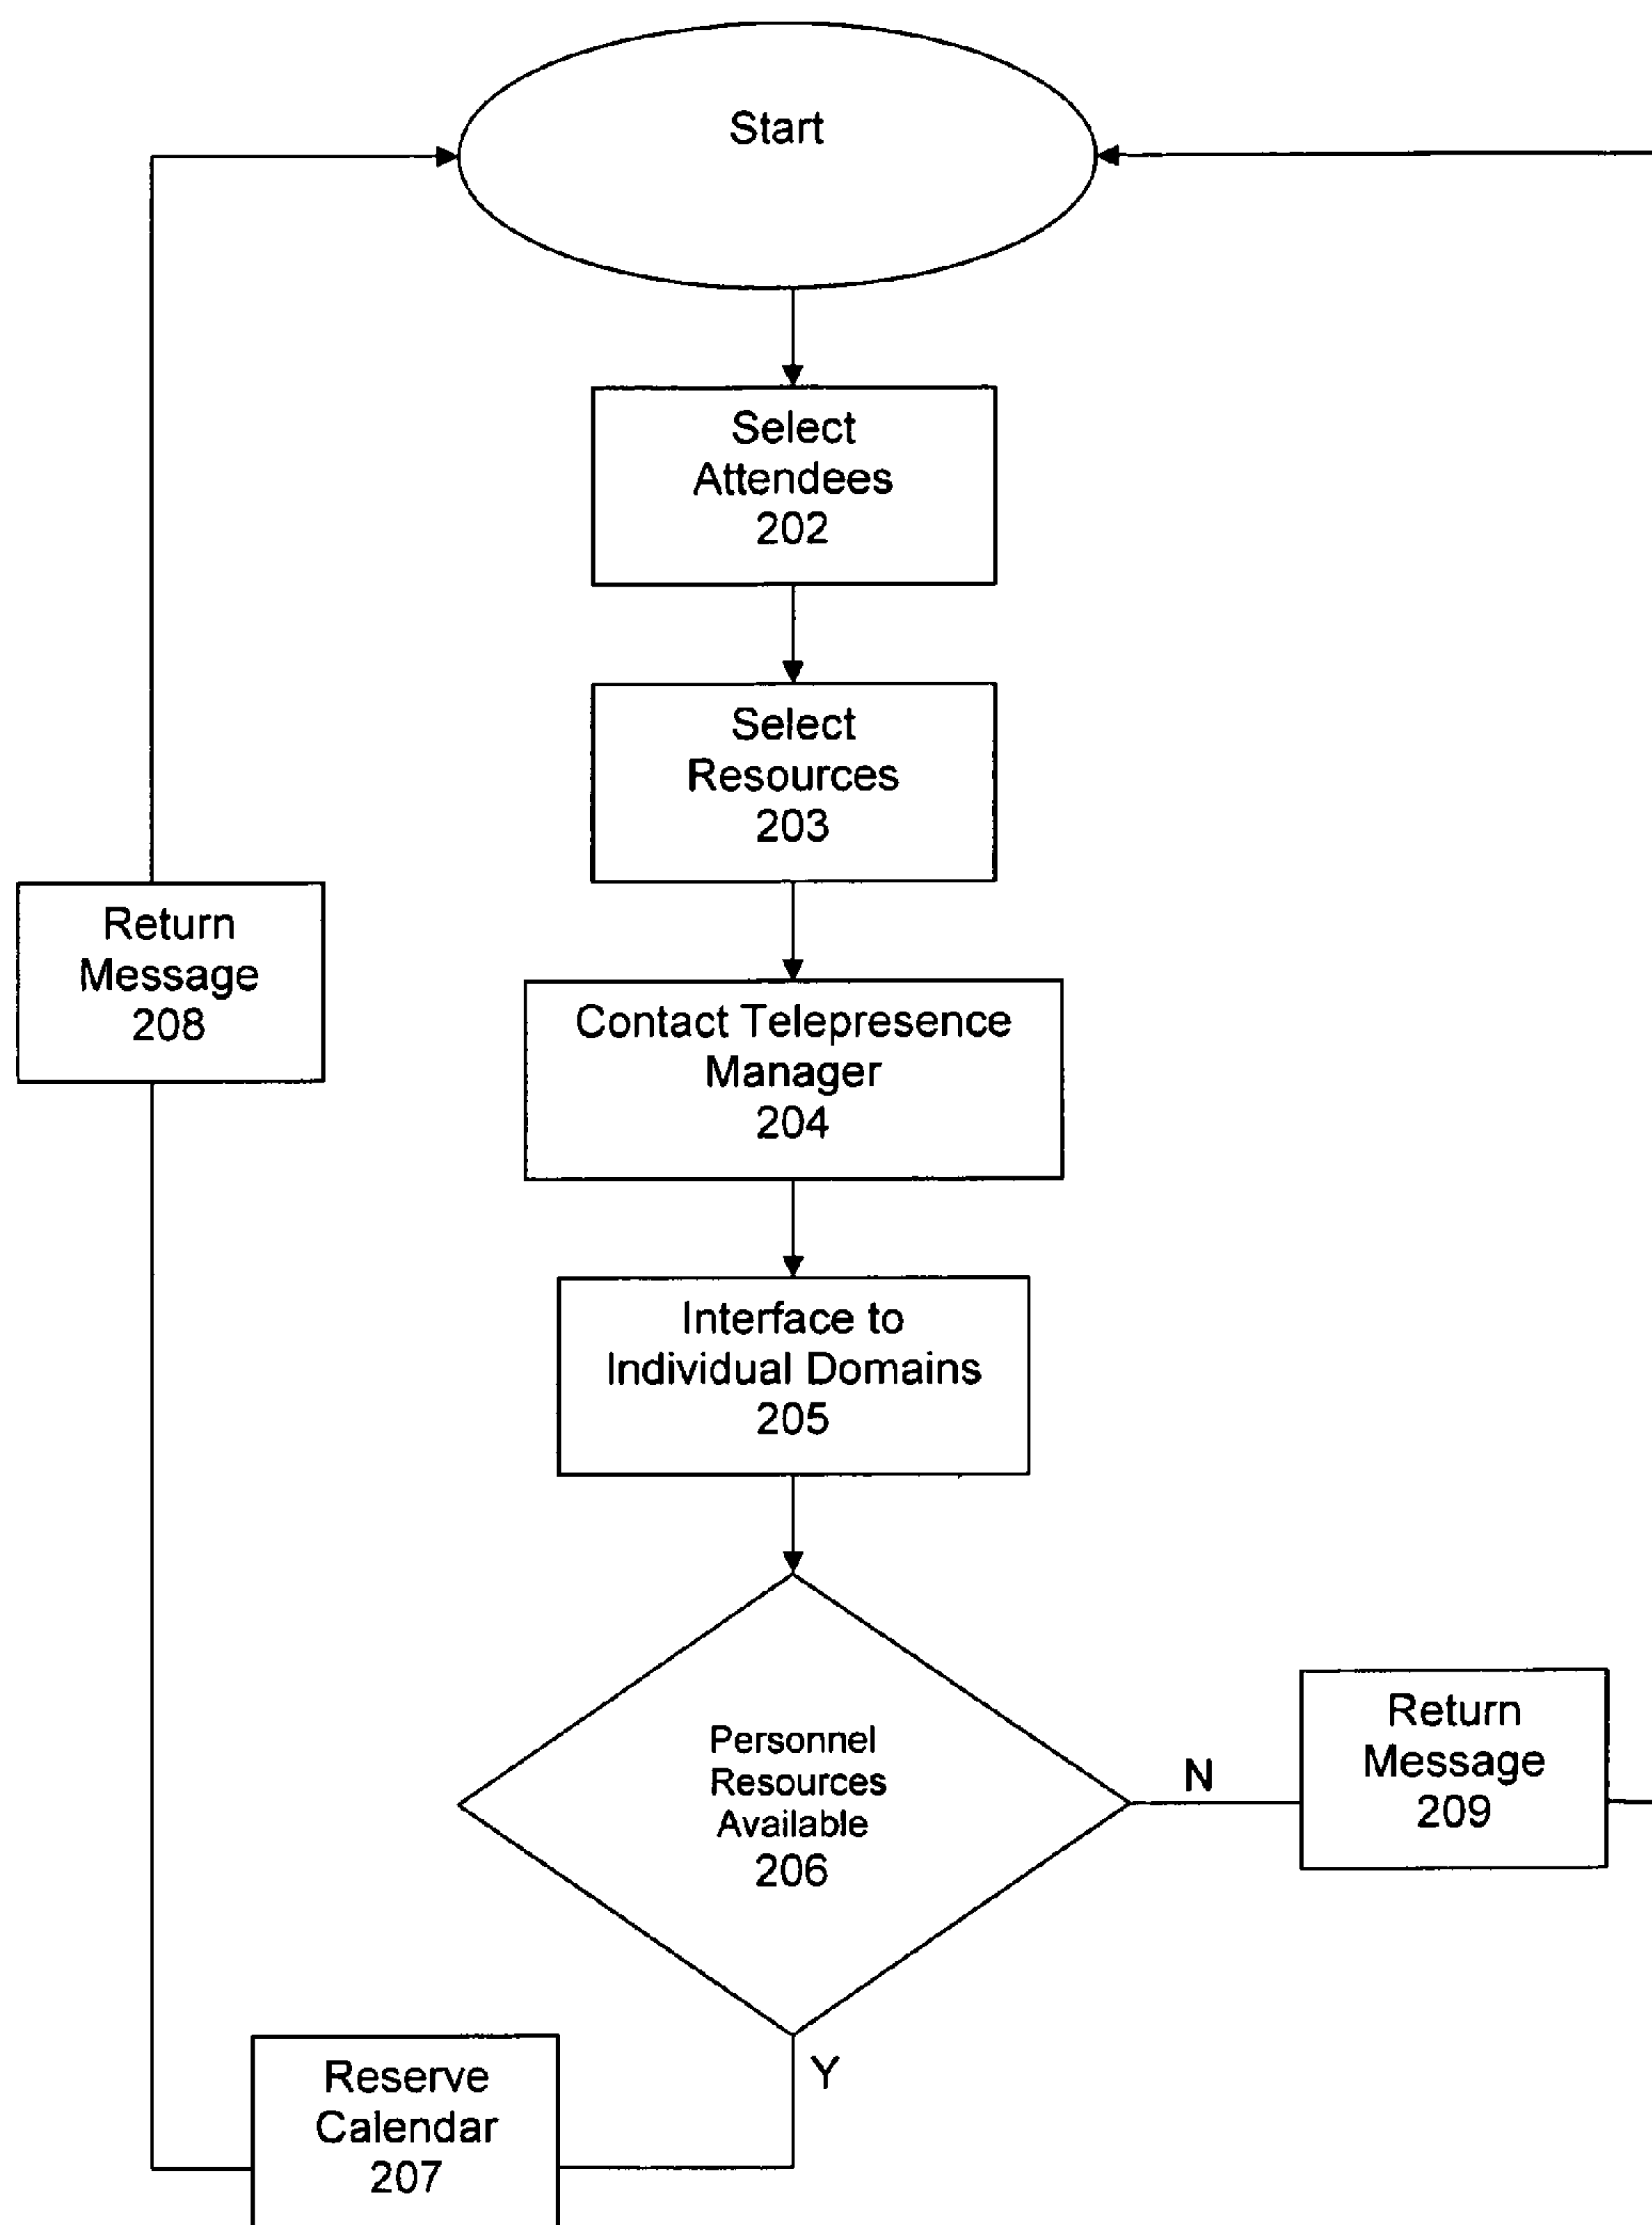 Start
Select
Attendees
202
Select
Resources
203
Return
Message
208
Contact Telepresence
Manager
204
Interface to
Individual Domains
205
Personnel
Resources
Available
206
N
Return
Message
209
Y
Reserve
Calendar
207